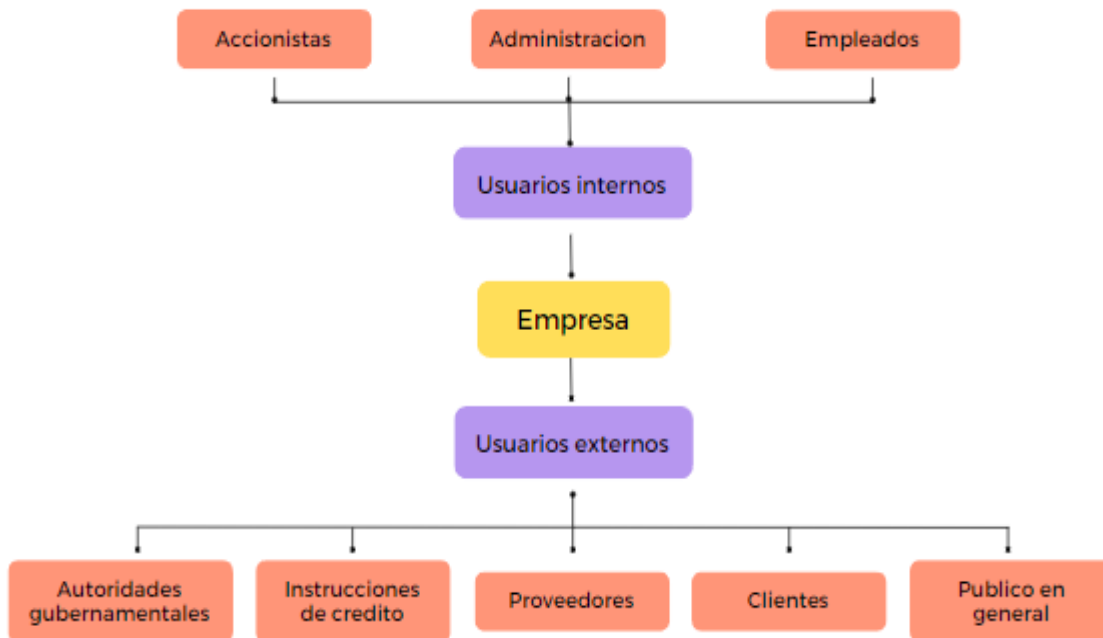 Accionistas
Administracion
Empleados
Usuarios internos
Empresa
Usuarios externos
Autoridades
gubernamentales
Instrucciones
de credito
Proveedores
Clientes
Publico en
general